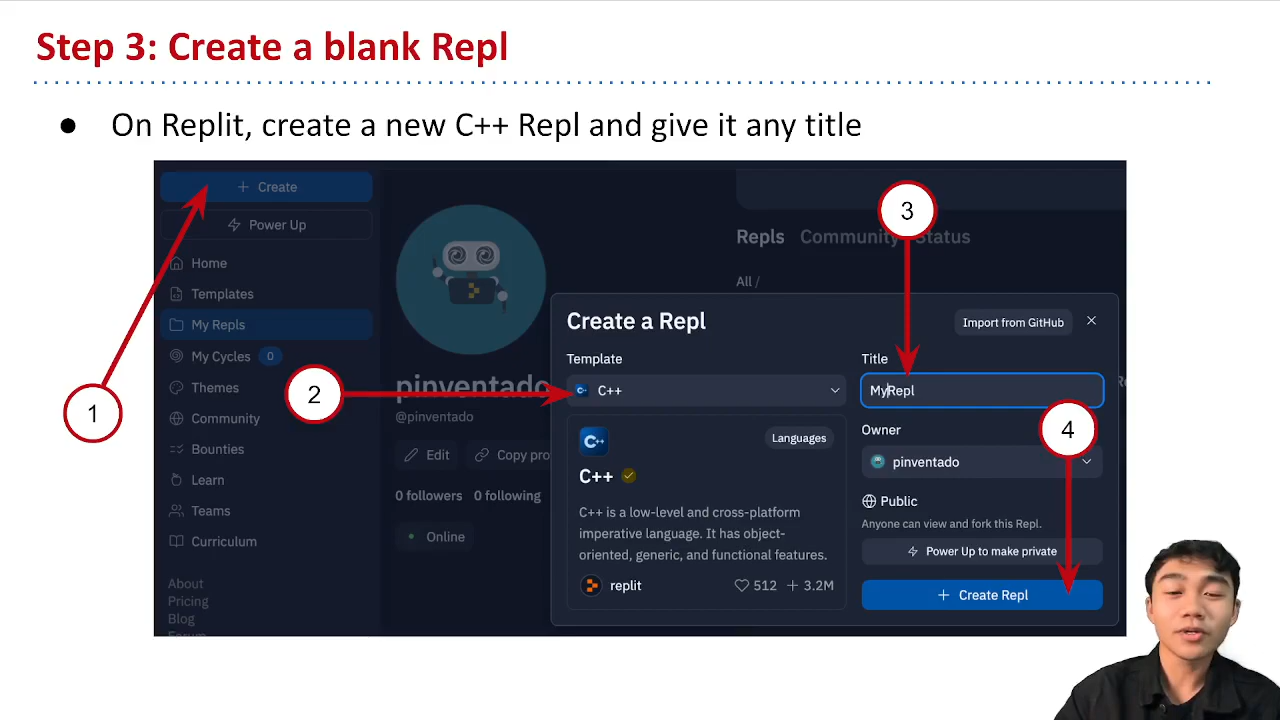 Step 3: Create a blank Repl
● On Replit, create a new C++ Repl and give it any title
+ Create
Power Up
Home
Templates
My Repls
My Cycles 0
Themes
Community
Bounties
Learn
Teams
Curriculum
About
Pricing
Blog
Forum
1
2
3
4
pinventado
@pinventado
Edit
Copy pro
0 followers 0 following
Online
Repls Community Status
All /
Create a Repl
Import from GitHub
Template
C++
C++
Languages
C++
C++ is a low-level and cross-platform
imperative language. It has object-
oriented, generic, and functional features.
replit
512 + 3.2M
Title
MyRepl
Owner
pinventado
Public
Anyone can view and fork this Repl.
Power Up to make private
+ Create Repl